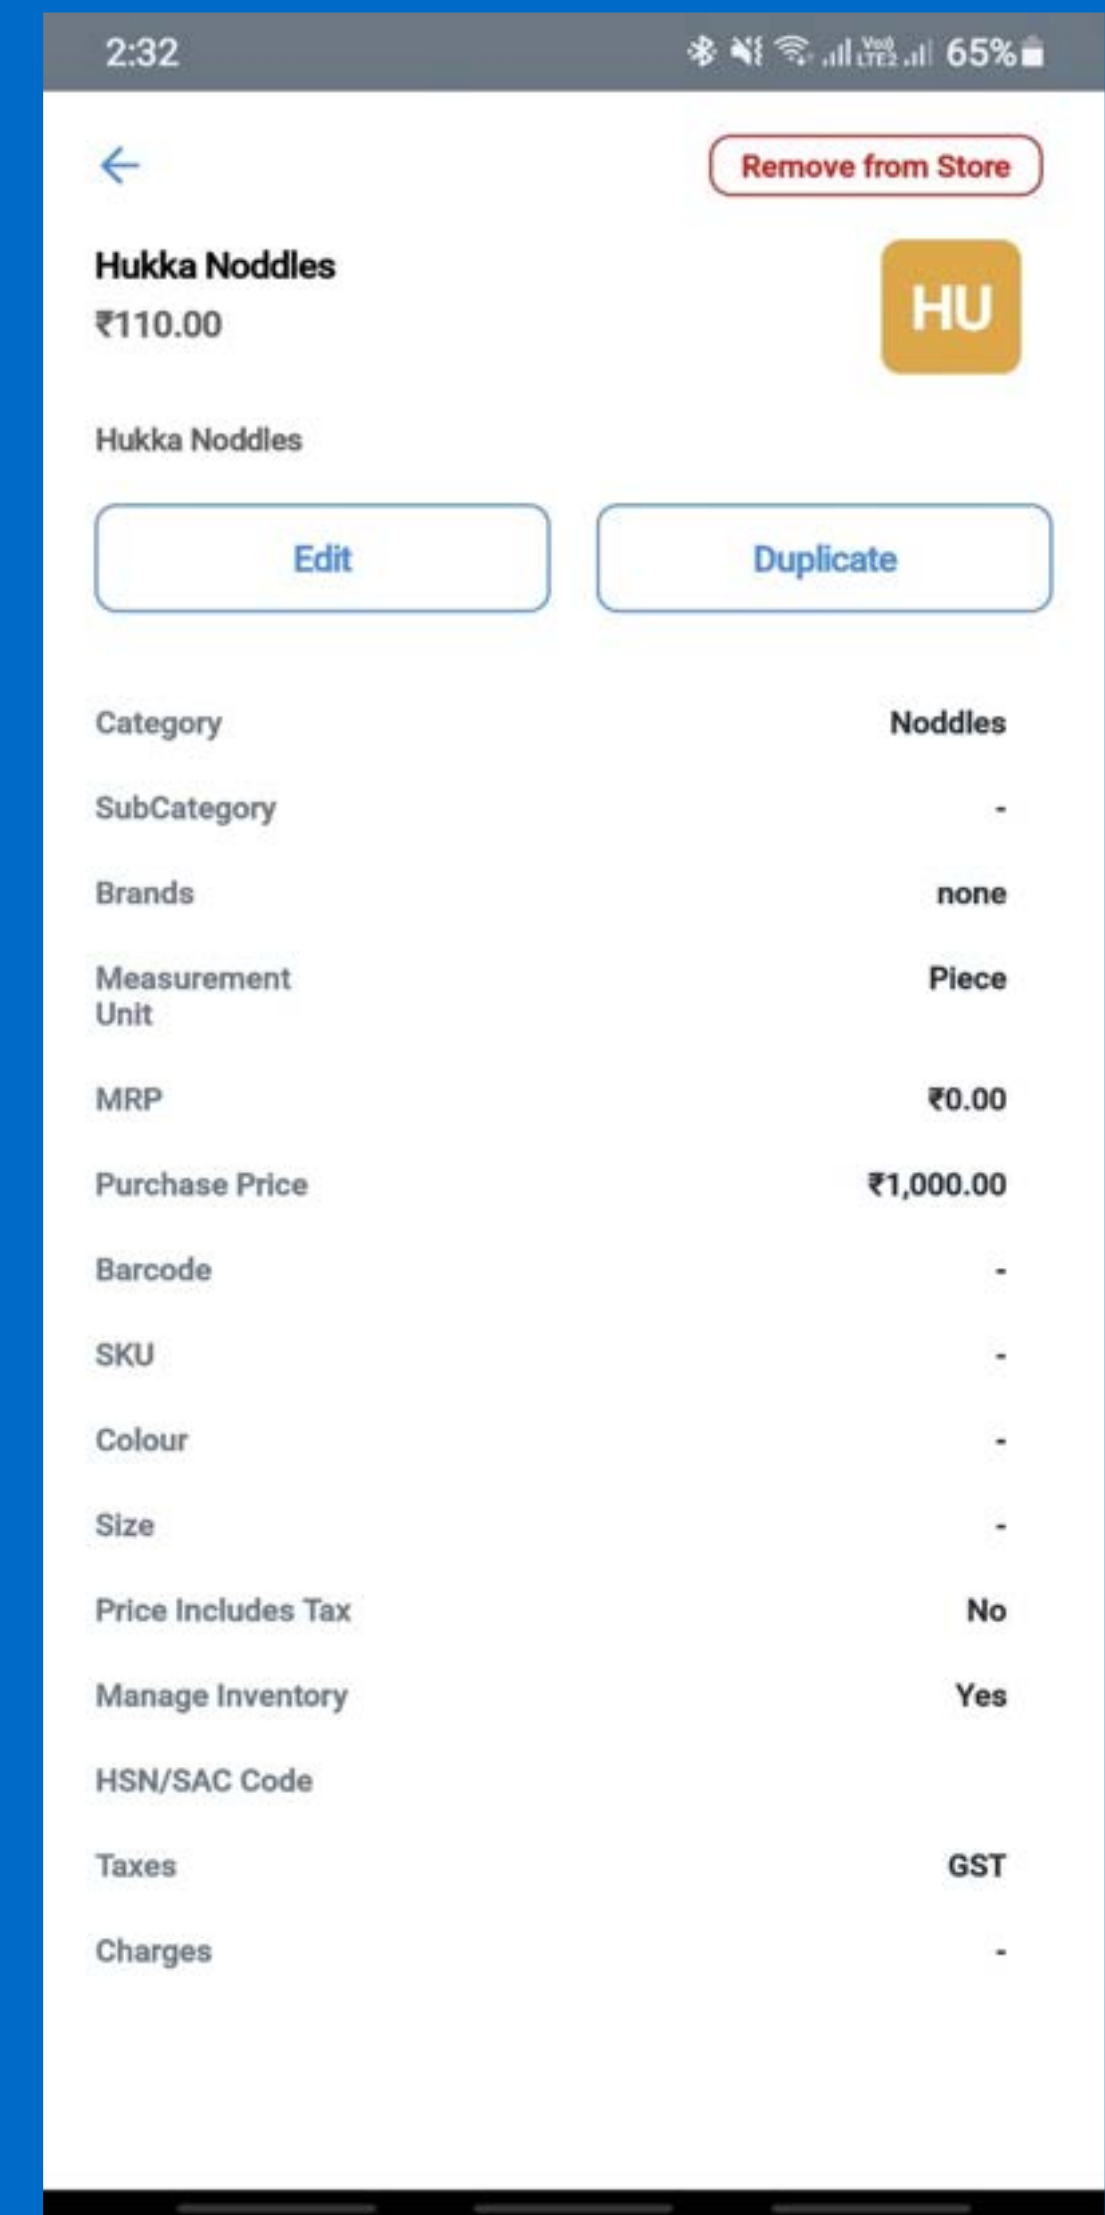 2:32
65%
Remove from Store
Hukka Noddles
₹110.00
HU
Hukka Noddles
Edit
Duplicate
Category
Noddles
SubCategory
-
Brands
none
Measurement
Unit
Piece
MRP
₹0.00
Purchase Price
₹1,000.00
Barcode
-
SKU
-
Colour
-
Size
-
Price Includes Tax
No
Manage Inventory
Yes
HSN/SAC Code
Taxes
GST
Charges
-